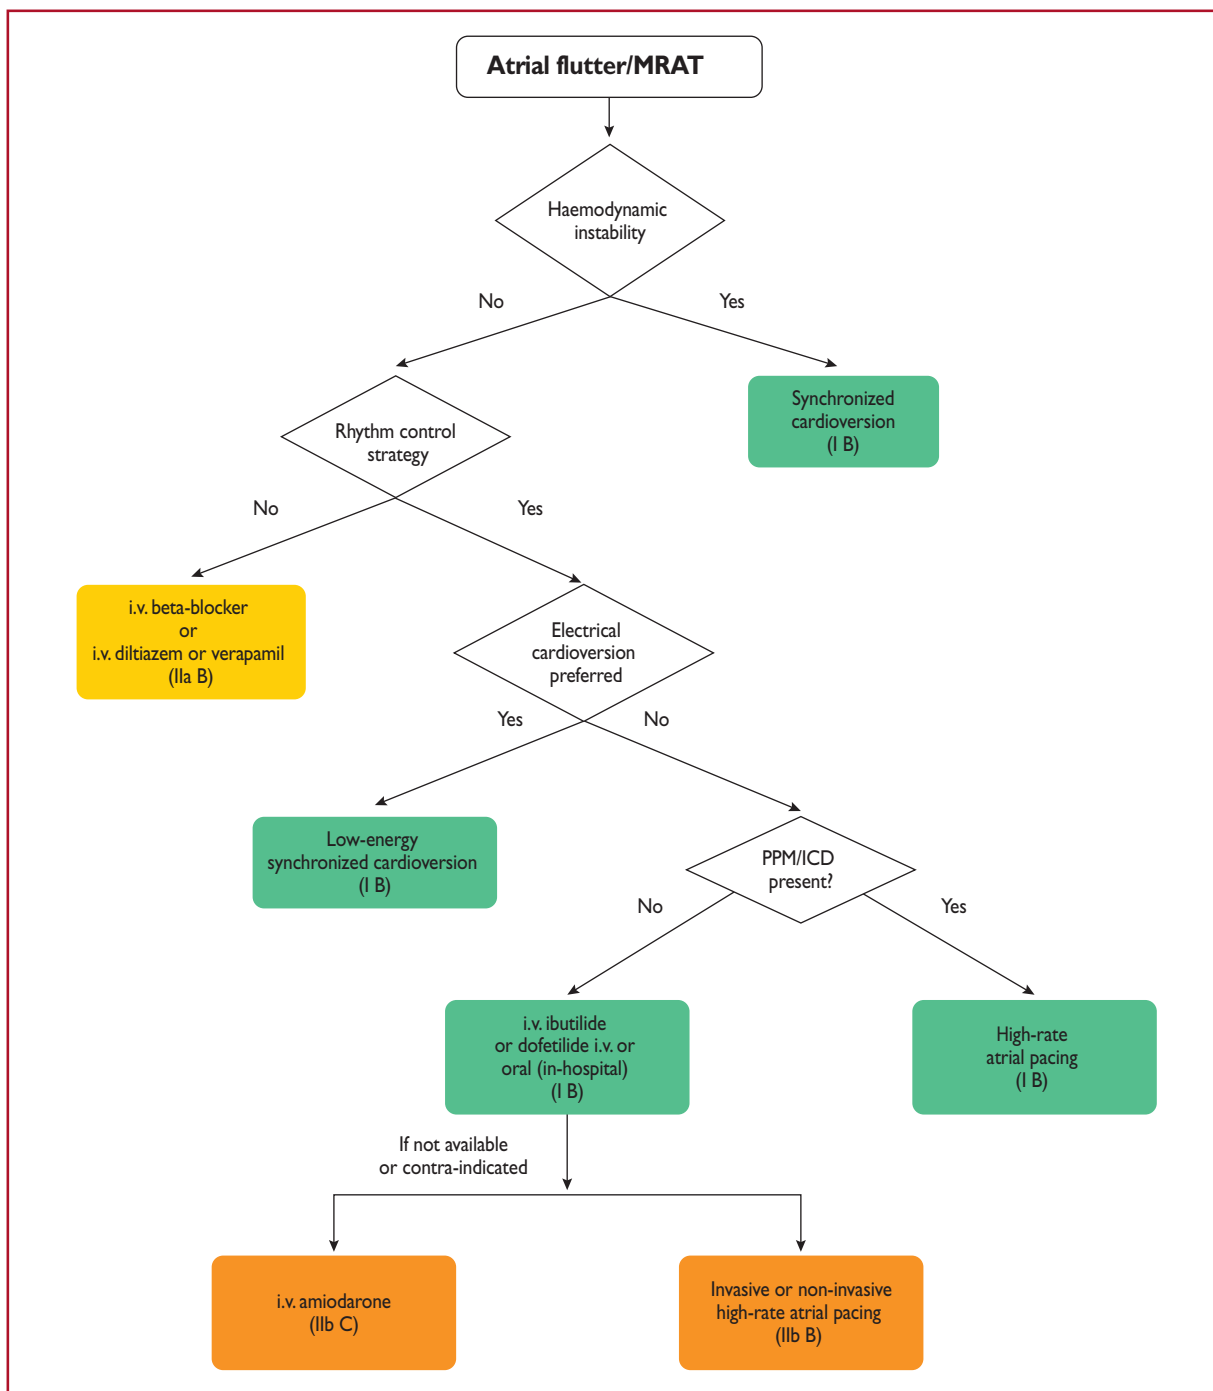 Atrial flutter/MRAT
Haemodynamic
instability
No
Yes
Synchronized
cardioversion
(I B)
Rhythm control
strategy
No
Yes
i.v. beta-blocker
or
i.v. diltiazem or verapamil
(IIa B)
Electrical
cardioversion
preferred
Yes
No
Low-energy
synchronized cardioversion
(I B)
PPM/ICD
present?
No
Yes
i.v. ibutilide
or dofetilide i.v. or
oral (in-hospital)
(I B)
High-rate
atrial pacing
(I B)
If not available
or contra-indicated
i.v. amiodarone
(IIb C)
Invasive or non-invasive
high-rate atrial pacing
(IIb B)